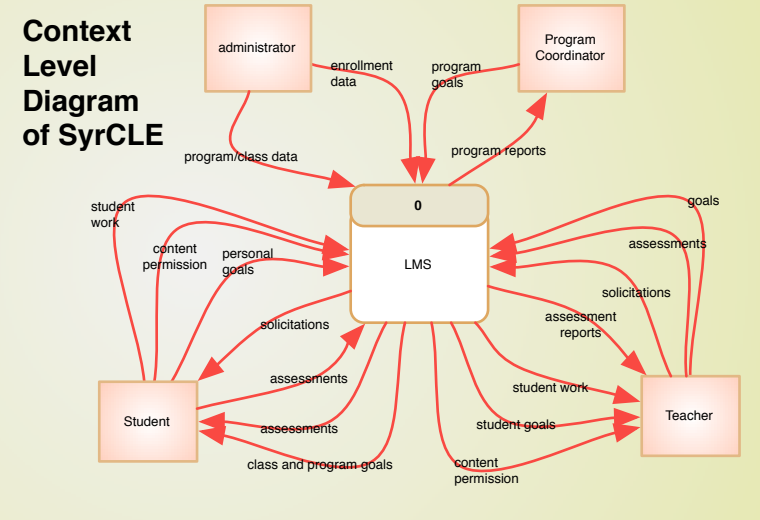 Context
Level
Diagram
of SyrCLE
administrator
Program
Coordinator
enrollment
data
program
goals
program/class data
program reports
0
LMS
student
work
content
permission
personal
goals
goals
assessments
solicitations
assessment
reports
solicitations
assessments
assessments
class and program goals
student work
student goals
content
permission
Student
Teacher